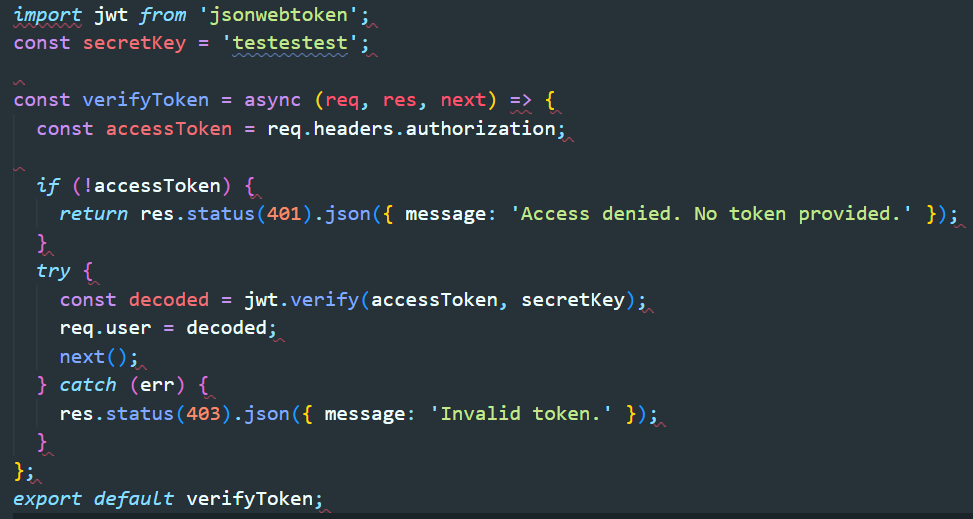 import jwt from 'jsonwebtoken';
const secretKey = 'testestest';
const verifyToken = async (req, res, next) => {
const accessToken = req.headers.authorization;
if (!accessToken) {
return res.status(401).json({ message: 'Access denied. No token provided.' });
}
try {
const decoded = jwt.verify(accessToken, secretKey);
req.user = decoded;
next();
} catch (err) {
res.status(403).json({ message: 'Invalid token.' });
}
};
export default verifyToken;